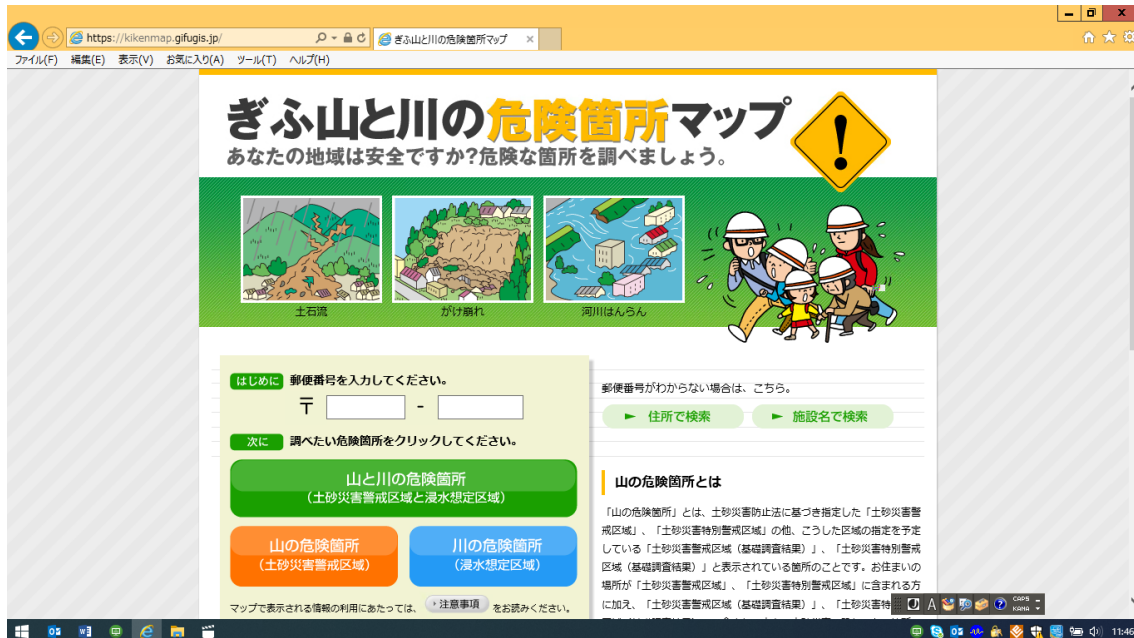 https://kikenmap.gifugis.jp/
ぎふ山と川の危険箇所マップ
ファイル(F) 編集(E) 表示(V) お気に入り(A) ツール(T) ヘルプ(H)
ぎふ山と川の危険箇所マップ
あなたの地域は安全ですか?危険な箇所を調べましょう。
土石流
がけ崩れ
河川はんらん
はじめに 郵便番号を入力してください。
〒 -
次に 調べたい危険箇所をクリックしてください。
山と川の危険箇所
(土砂災害警戒区域と浸水想定区域)
山の危険箇所
(土砂災害警戒区域)
川の危険箇所
(浸水想定区域)
マップで表示される情報の利用にあたっては、 注意事項 をお読みください。
郵便番号がわからない場合は、こちら。
住所で検索
施設名で検索
山の危険箇所とは
「山の危険箇所」とは、土砂災害防止法に基づき指定した「土砂災害警
戒区域」、「土砂災害特別警戒区域」の他、こうした区域の指定を予定
している「土砂災害警戒区域(基礎調査結果)」、「土砂災害特別警戒
区域(基礎調査結果)」と表示されている箇所のことです。お住まいの
場所が「土砂災害警戒区域」、「土砂災害特別警戒区域」に含まれる方
に加え、「土砂災害警戒区域(基礎調査結果)」、「土砂災害特
A CAPS
KANA
11:46